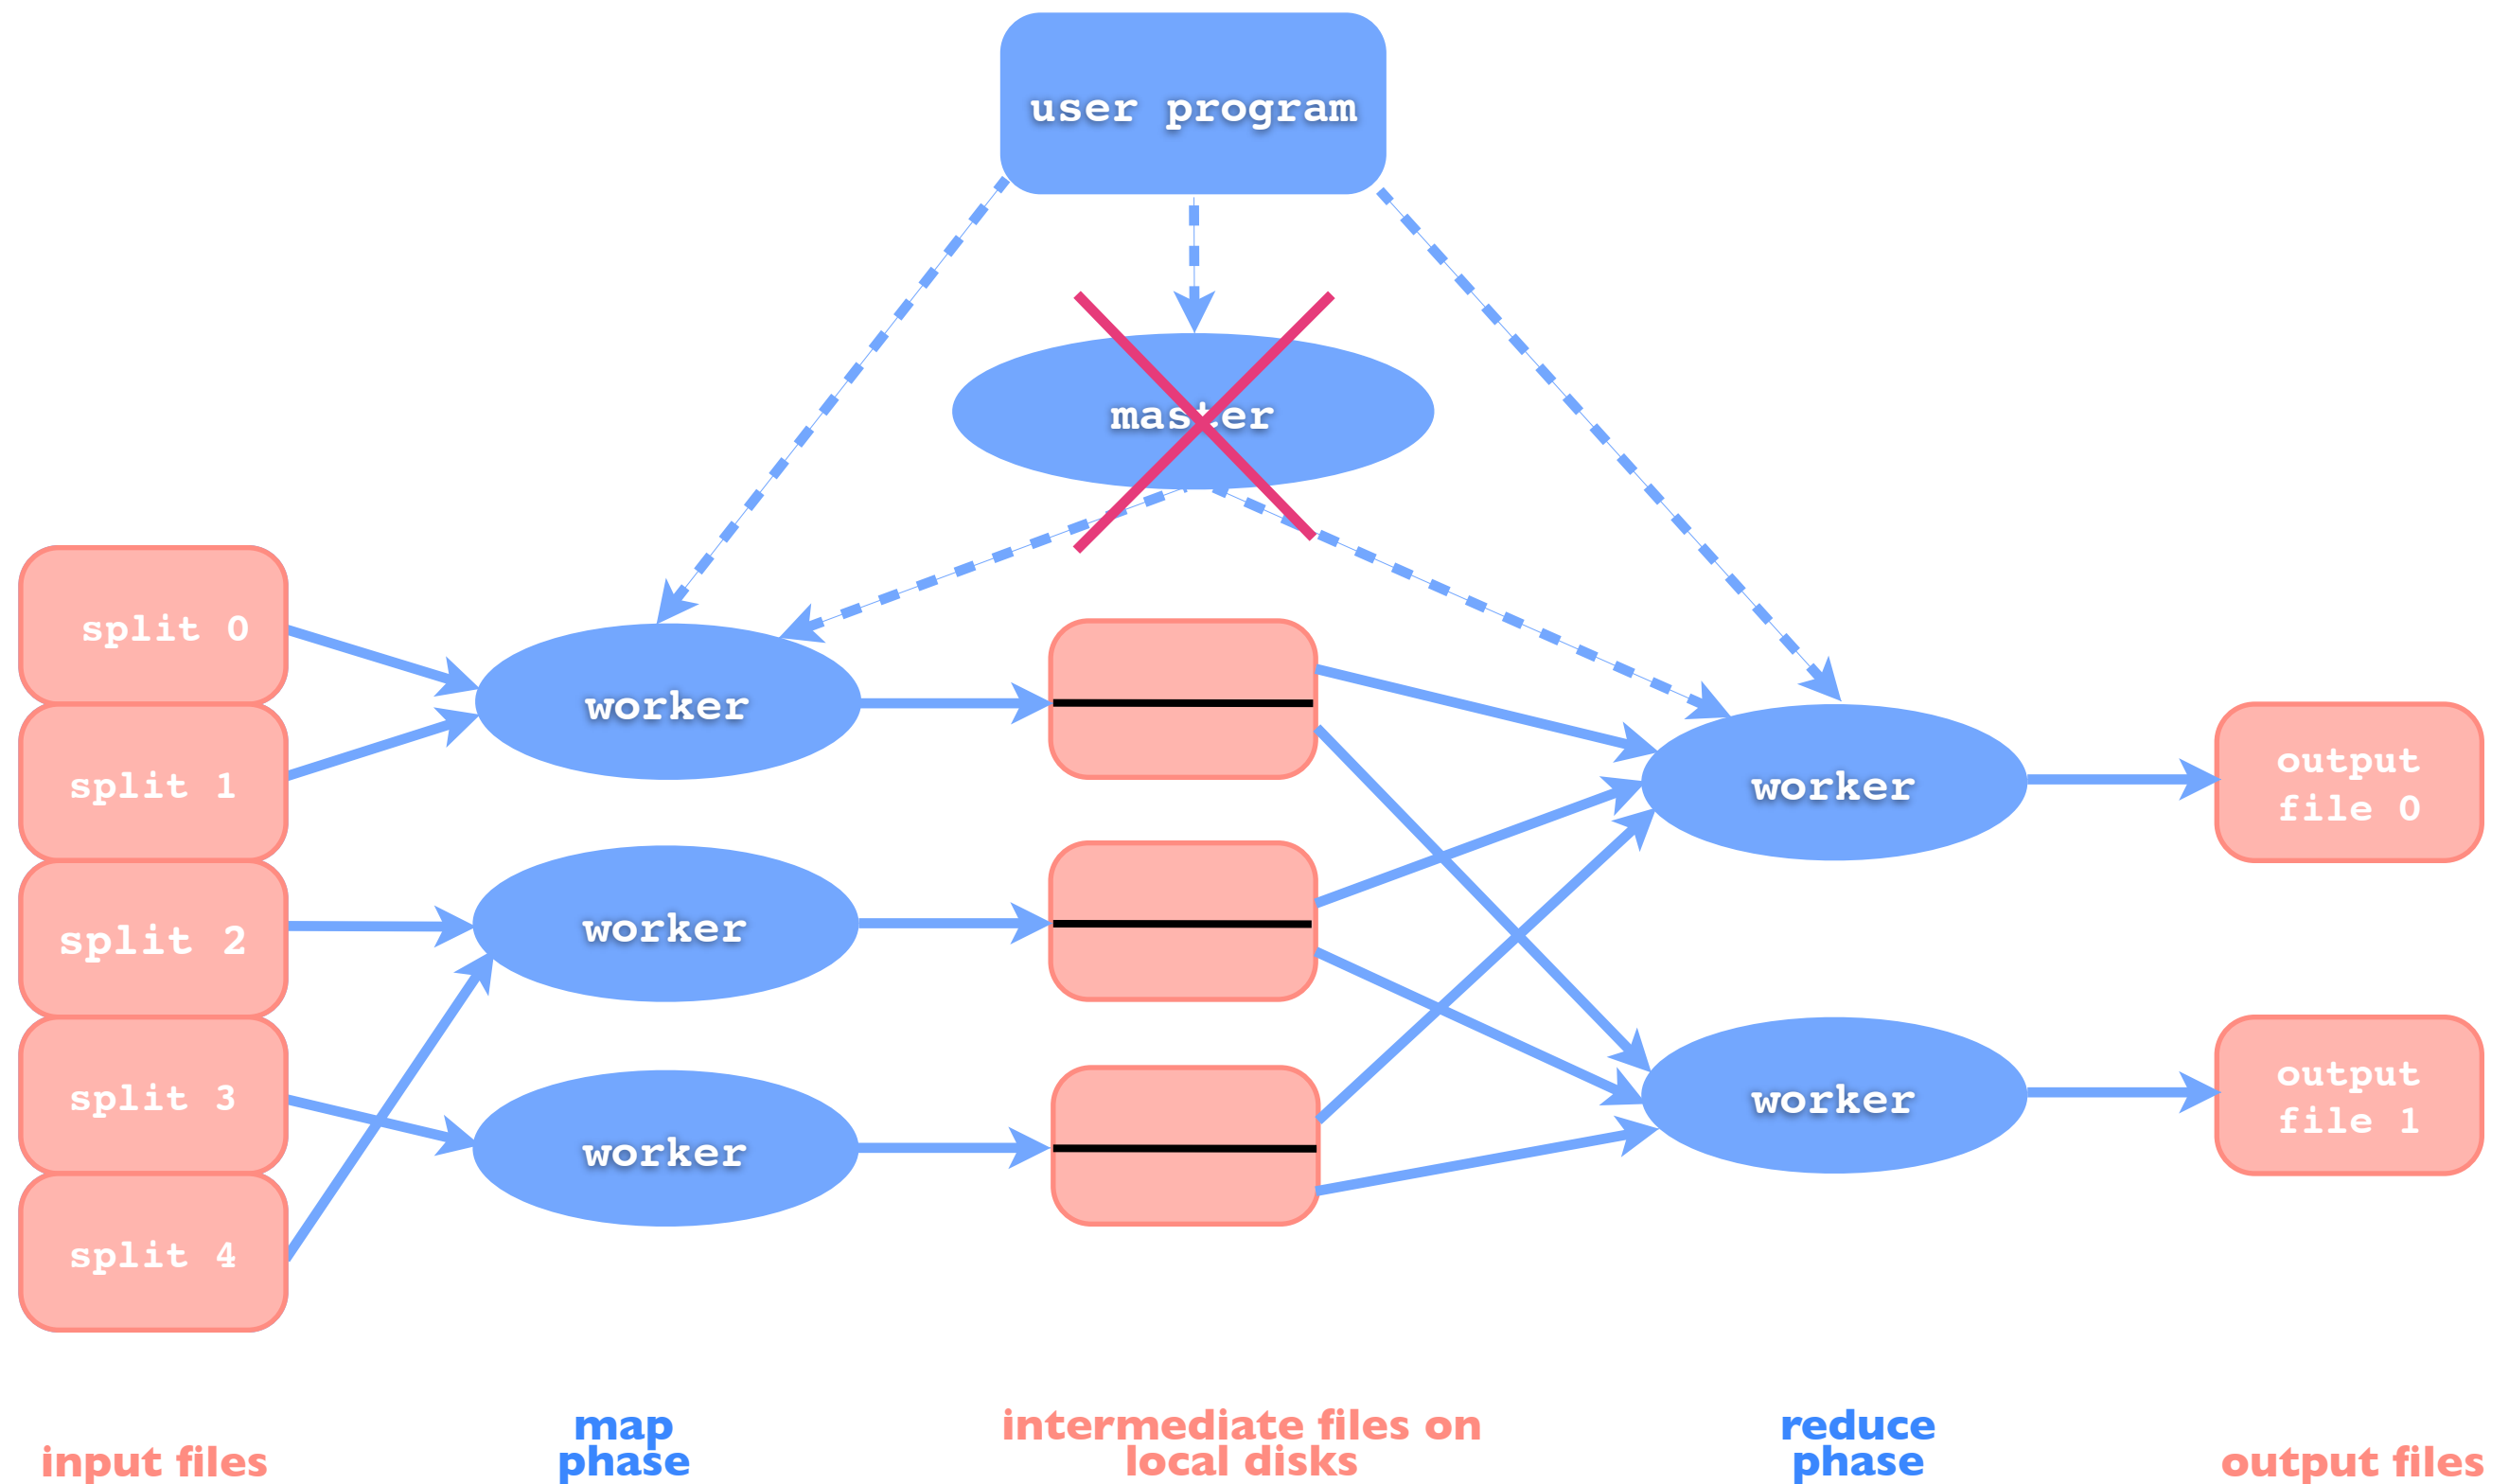 user program
master
split 0
split 1
split 2
split 3
split 4
worker
worker
worker
worker
worker
output
file 0
output
file 1
input files
map
phase
intermediate files on
local disks
reduce
phase
output files